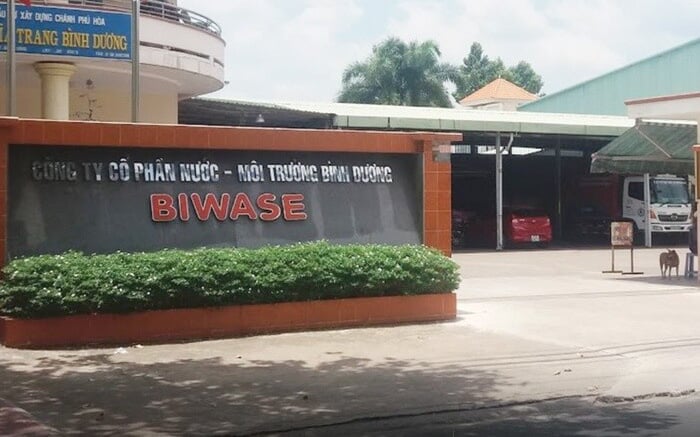 XÂY DỰNG CHÁNH PHÚ HÒA
TRANG BÌNH DƯƠNG
CÔNG TY CỔ PHẦN NƯỚC - MÔI TRƯỜNG BÌNH DƯƠNG
BIWASE